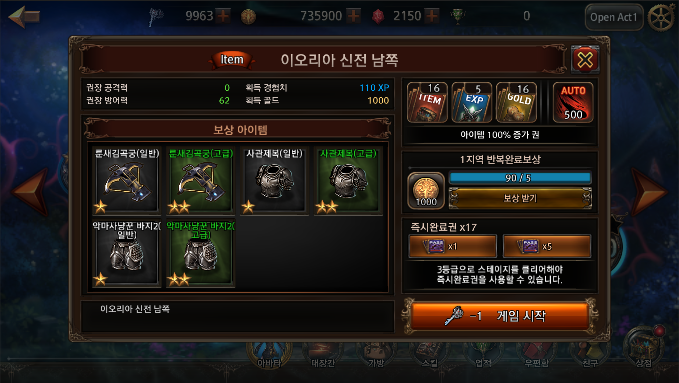 9963
735900
2150
0
Open Act1
Item
이오리아 신전 남쪽
권장 공격력 0 획득 경험치 110 XP
권장 방어력 62 획득 골드 1000
보상 아이템
룬새김곡궁(일반)
룬새김곡궁(고급)
사관제복(일반)
사관제복(고급)
악마사냥꾼 바지2(
일반)
악마사냥꾼 바지2(
고급)
이오리아 신전 남쪽
16
ITEM
5
EXP
16
GOLD
AUTO
500
아이템 100% 증가 권
1지역 반복완료보상
1000
90 / 5
보상 받기
즉시완료권 x17
x1
x5
3등급으로 스테이지를 클리어해야
즉시완료권을 사용할 수 있습니다.
-1 게임 시작
아바타
대장간
가방
스킬
업적
우편함
친구
상점